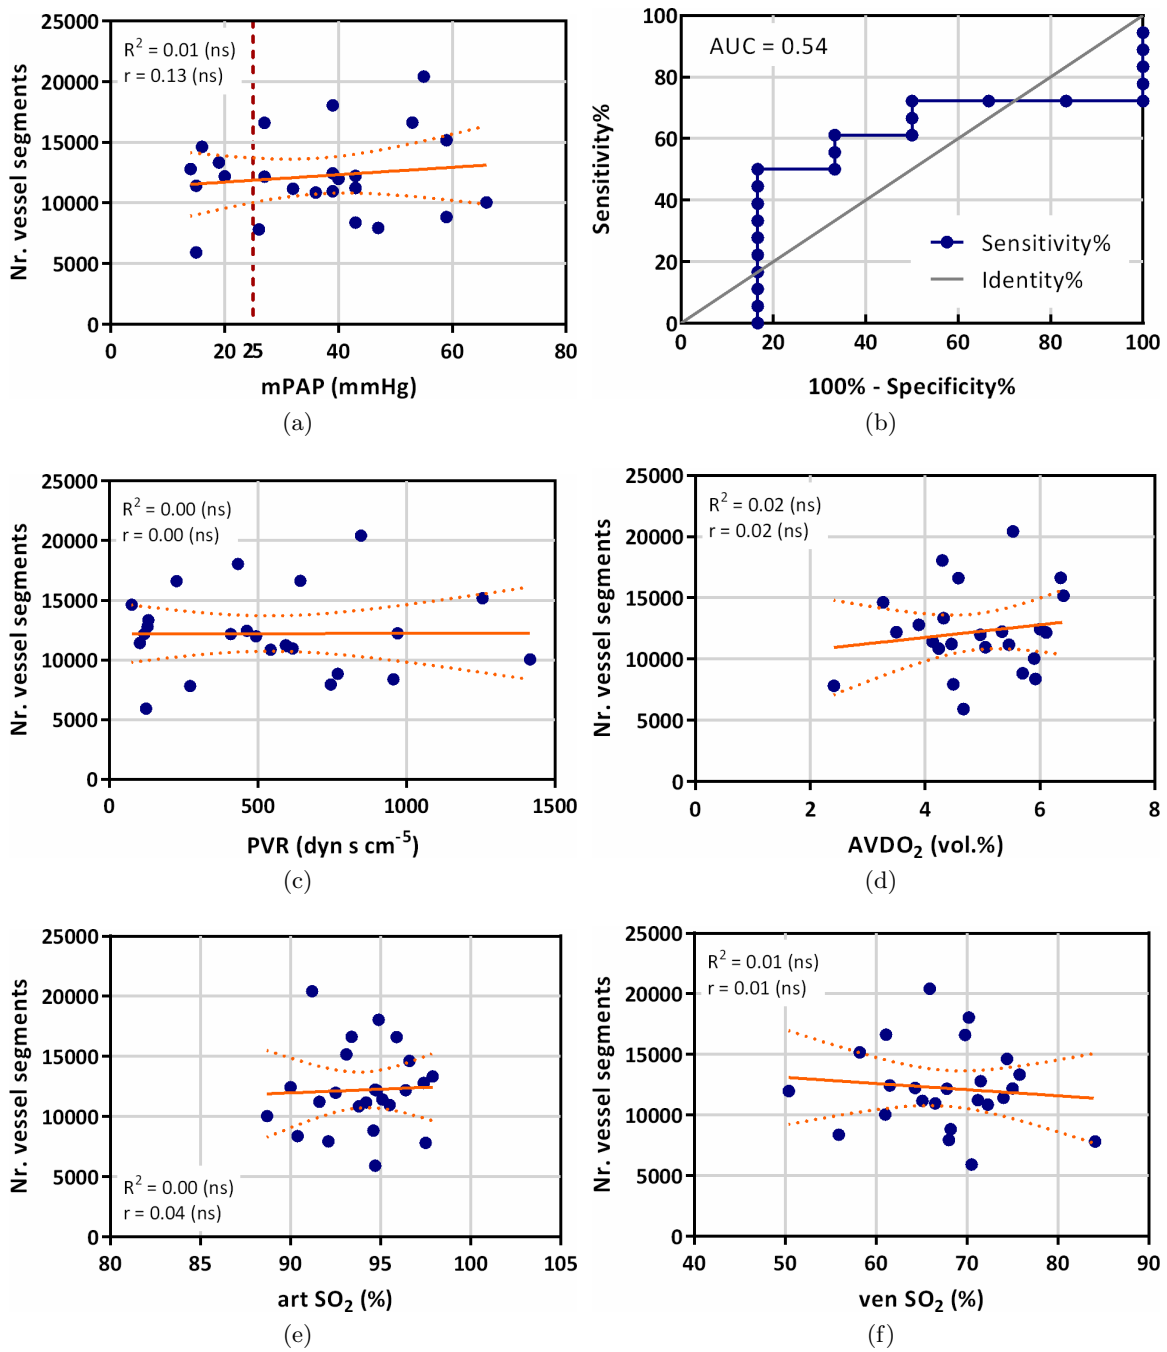 25000
20000
15000
10000
5000
0
Nr. vessel segments
R² = 0.01 (ns)
r = 0.13 (ns)
0 20 25 40 60 80
mPAP (mmHg)
(a)
100
80
60
40
20
0
Sensitivity%
AUC = 0.54
Sensitivity%
Identity%
0 20 40 60 80 100
100% - Specificity%
(b)
25000
20000
15000
10000
5000
0
Nr. vessel segments
R² = 0.00 (ns)
r = 0.00 (ns)
0 500 1000 1500
PVR (dyn s cm⁻⁵)
(c)
25000
20000
15000
10000
5000
0
Nr. vessel segments
R² = 0.02 (ns)
r = 0.02 (ns)
0 2 4 6 8
AVDO₂ (vol.%)
(d)
25000
20000
15000
10000
5000
0
Nr. vessel segments
R² = 0.00 (ns)
r = 0.04 (ns)
80 85 90 95 100 105
art SO₂ (%)
(e)
25000
20000
15000
10000
5000
0
Nr. vessel segments
R² = 0.01 (ns)
r = 0.01 (ns)
40 50 60 70 80 90
ven SO₂ (%)
(f)